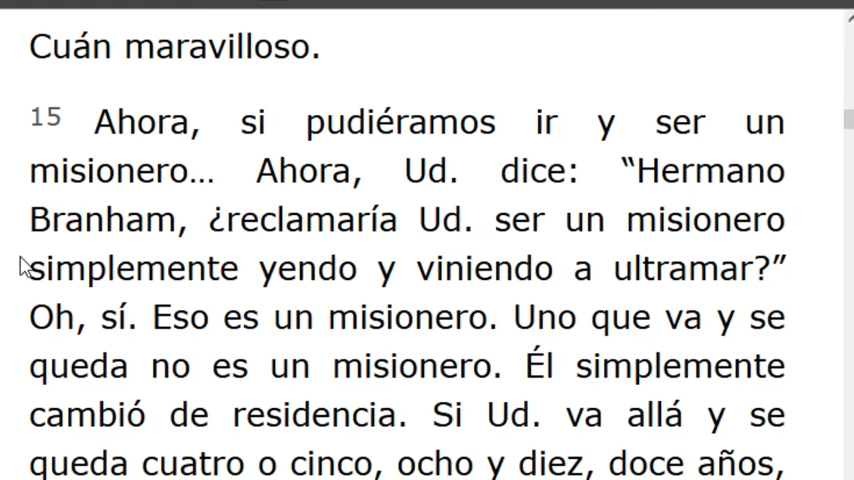 Cuán maravilloso.
15 Ahora, si pudiéramos ir y ser un
misionero… Ahora, Ud. dice: “Hermano
Branham, ¿reclamaría Ud. ser un misionero
simplemente yendo y viniendo a ultramar?”
Oh, sí. Eso es un misionero. Uno que va y se
queda no es un misionero. Él simplemente
cambió de residencia. Si Ud. va allá y se
queda cuatro o cinco, ocho y diez, doce años,